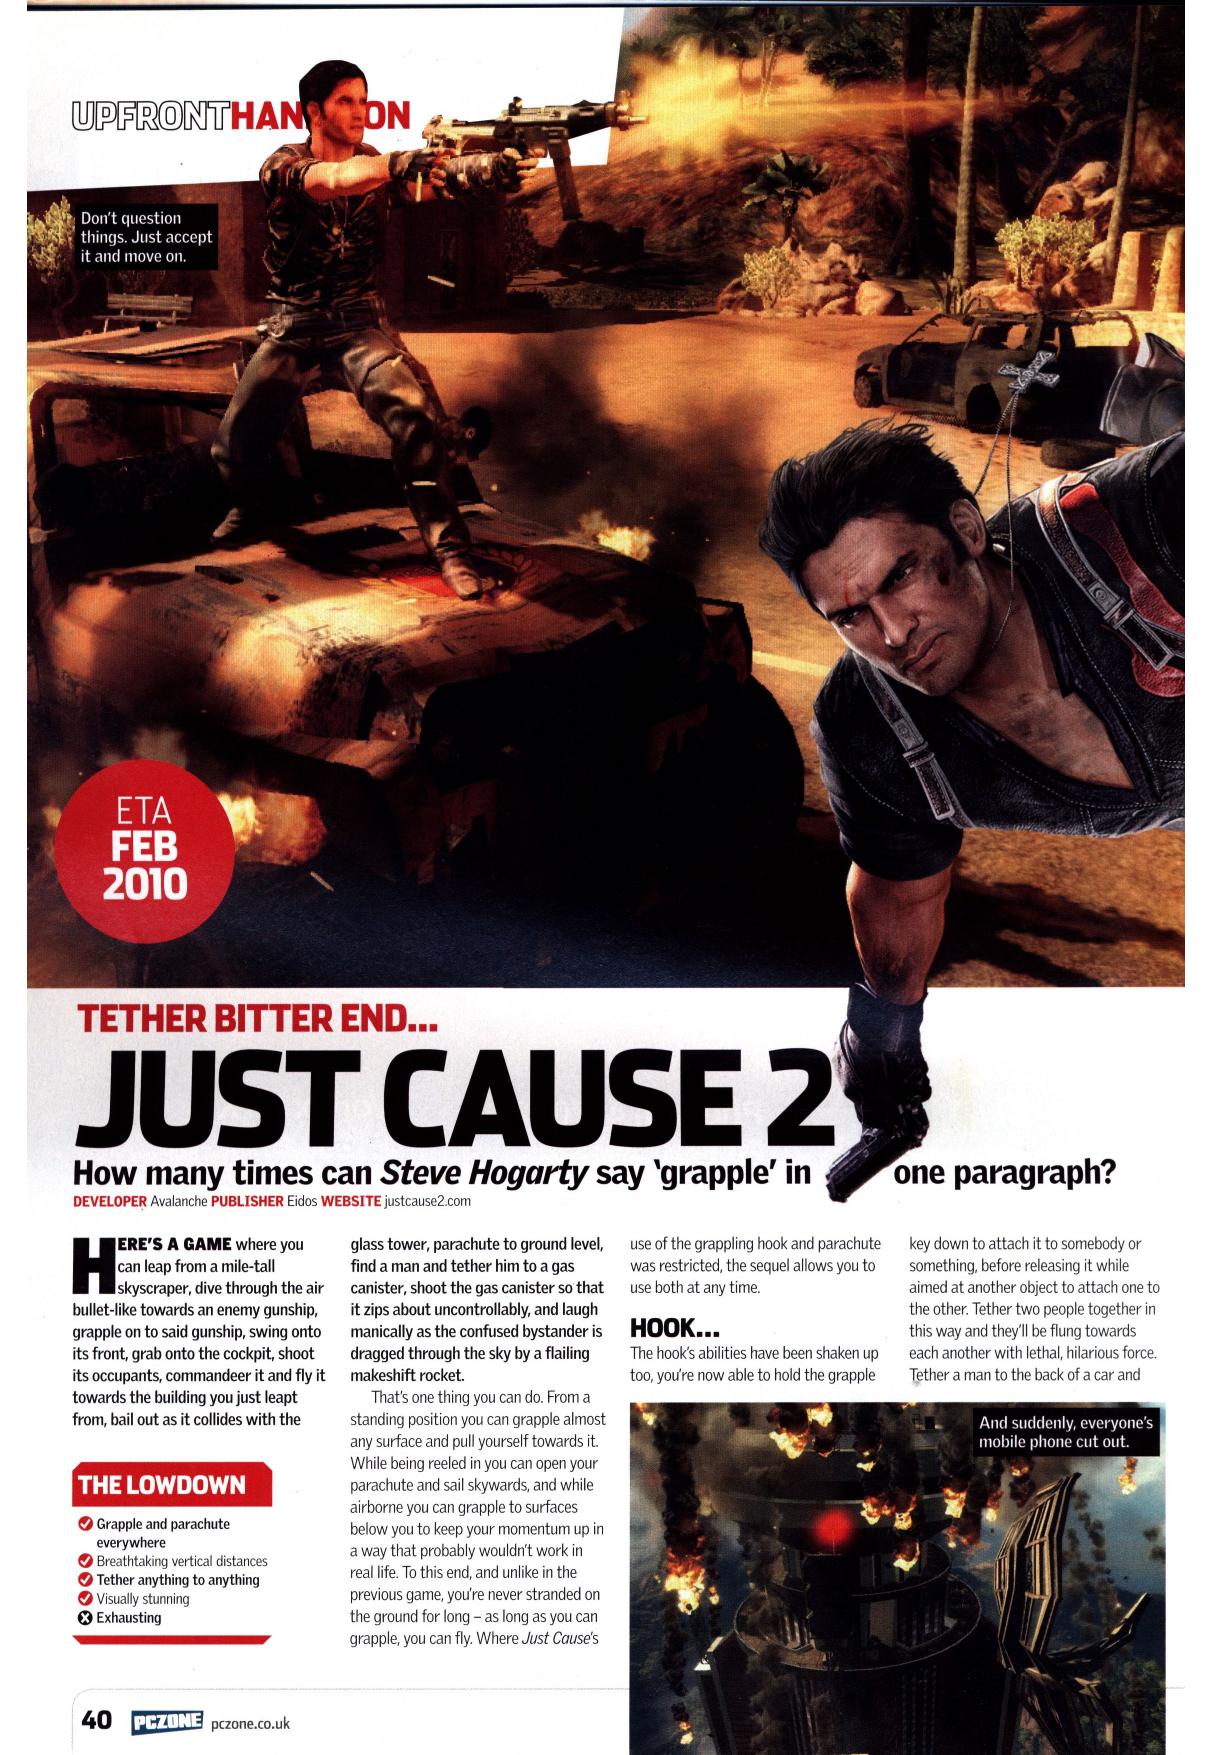 UPFRONTHAN ON
Don't question
things. Just accept
it and move on.
ETA
FEB
2010
TETHER BITTER END...
JUST CAUSE 2
How many times can Steve Hogarty say 'grapple' in one paragraph?
DEVELOPER Avalanche PUBLISHER Eidos WEBSITE justcause2.com
HERE'S A GAME where you
can leap from a mile-tall
skyscraper, dive through the air
bullet-like towards an enemy gunship,
grapple on to said gunship, swing onto
its front, grab onto the cockpit, shoot
its occupants, commandeer it and fly it
towards the building you just leapt
from, bail out as it collides with the
THE LOWDOWN
Grapple and parachute
everywhere
Breathtaking vertical distances
Tether anything to anything
Visually stunning
Exhausting
glass tower, parachute to ground level,
find a man and tether him to a gas
canister, shoot the gas canister so that
it zips about uncontrollably, and laugh
manically as the confused bystander is
dragged through the sky by a flailing
makeshift rocket.
That's one thing you can do. From a
standing position you can grapple almost
any surface and pull yourself towards it.
While being reeled in you can open your
parachute and sail skywards, and while
airborne you can grapple to surfaces
below you to keep your momentum up in
a way that probably wouldn't work in
real life. To this end, and unlike in the
previous game, you're never stranded on
the ground for long – as long as you can
grapple, you can fly. Where Just Cause's
use of the grappling hook and parachute
was restricted, the sequel allows you to
use both at any time.
HOOK...
The hook's abilities have been shaken up
too, you're now able to hold the grapple
key down to attach it to somebody or
something, before releasing it while
aimed at another object to attach one to
the other. Tether two people together in
this way and they'll be flung towards
each another with lethal, hilarious force.
Tether a man to the back of a car and
And suddenly, everyone's
mobile phone cut out.
40 PCZONE pczone.co.uk